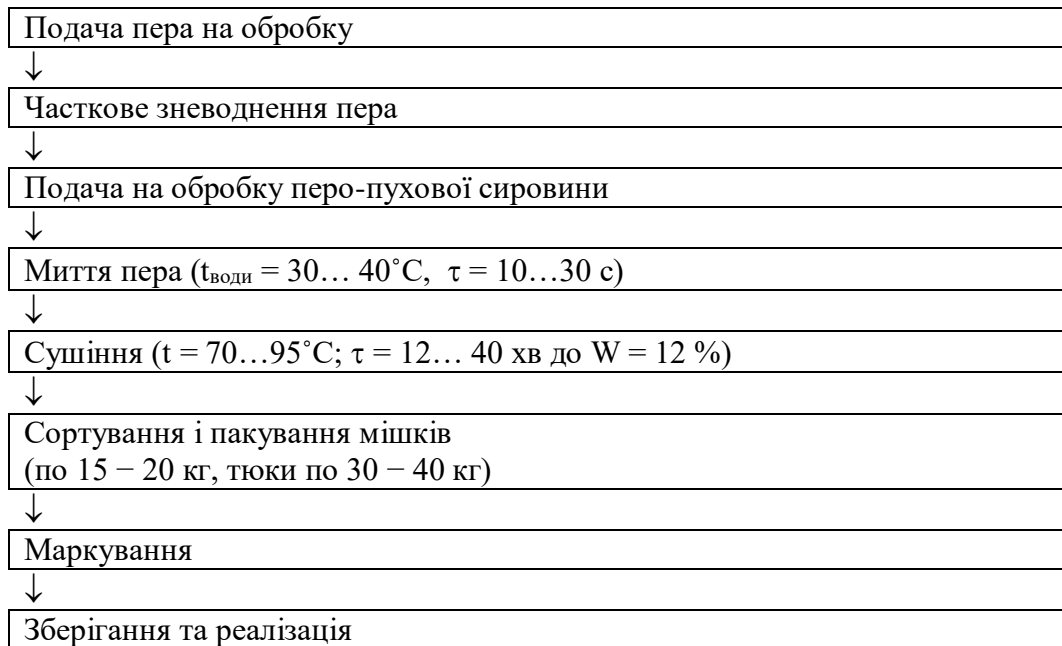 Подача пера на обробку
↓
Часткове зневоднення пера
↓
Подача на обробку перо-пухової сировини
↓
Миття пера (tводи = 30… 40˚С, τ = 10…30 с)
↓
Сушіння (t = 70…95˚С; τ = 12… 40 хв до W = 12 %)
↓
Сортування і пакування мішків
(по 15 − 20 кг, тюки по 30 − 40 кг)
↓
Маркування
↓
Зберігання та реалізація